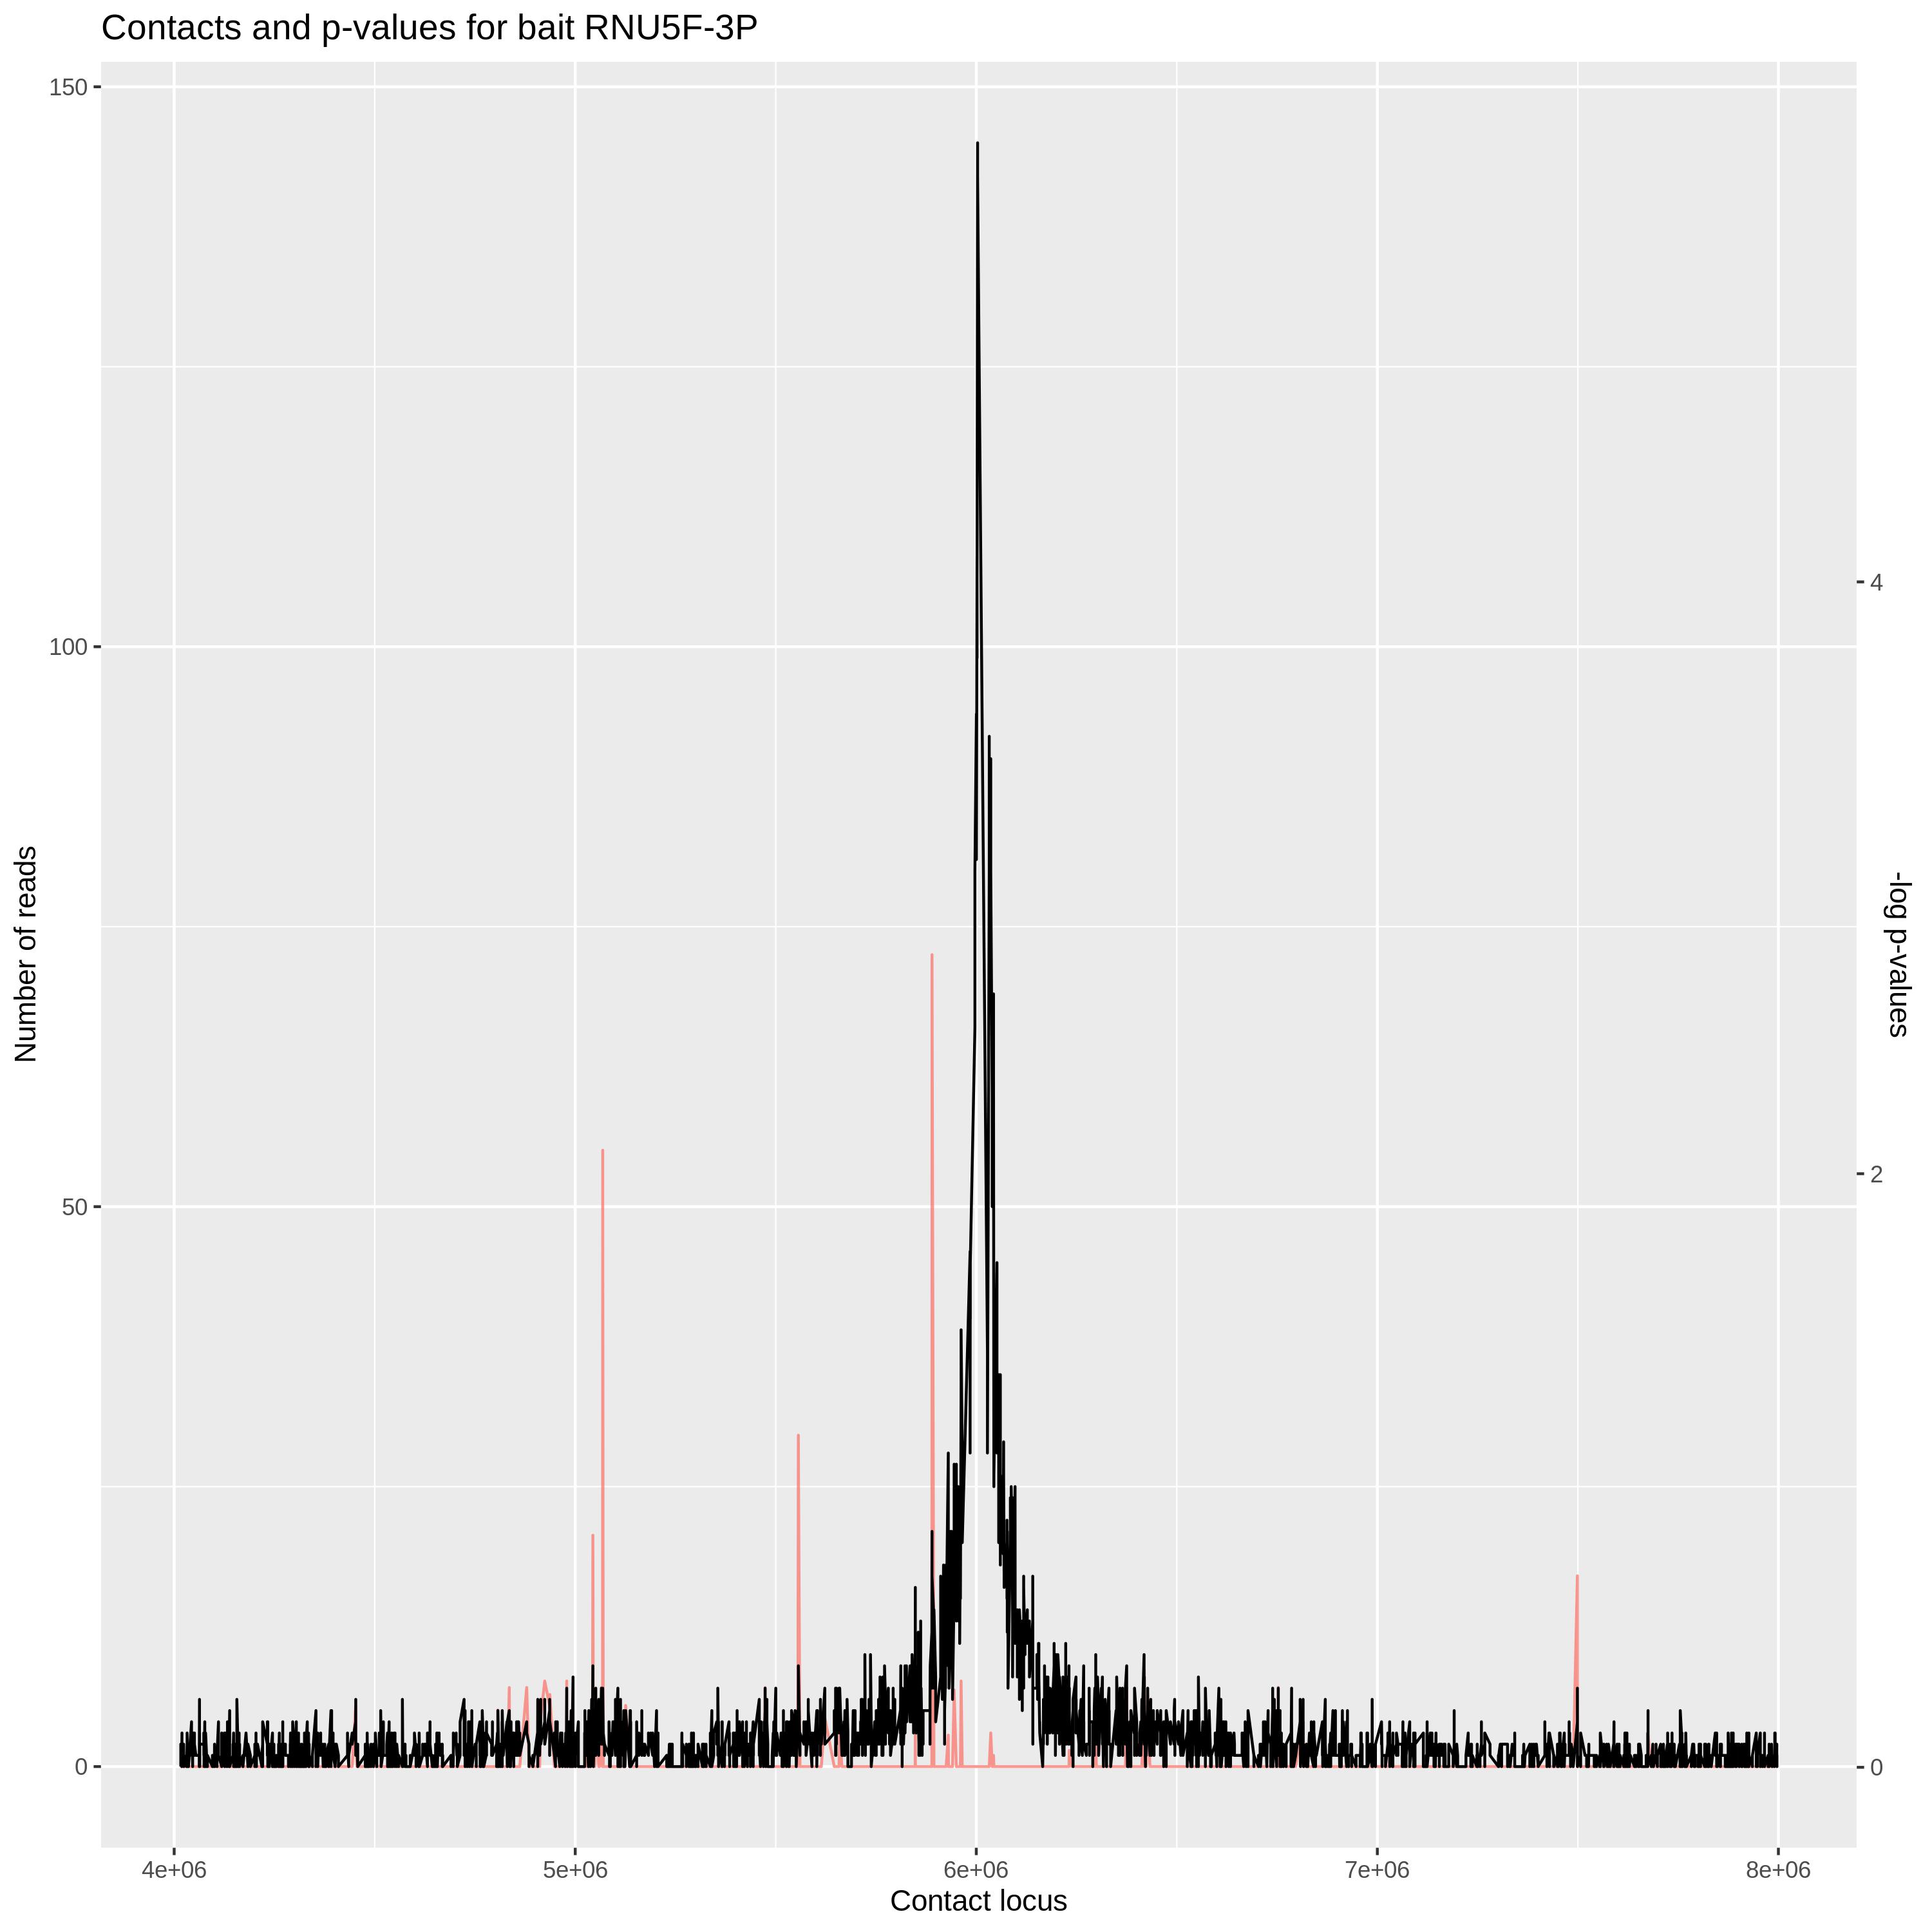 Contacts and p-values for bait RNU5F-3P
150
100
50
0
Number of reads
4
2
0
-log p-values
4e+06
5e+06
6e+06
7e+06
8e+06
Contact locus